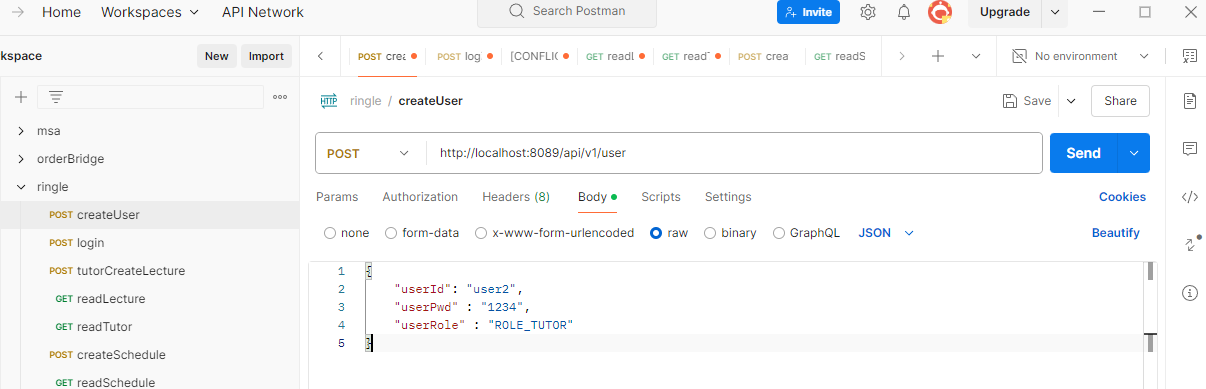 Home Workspaces API Network Search Postman Invite Upgrade
kspace New Import POST crea POST log [CONFLIC GET readl GET read POST crea GET readS No environment
HTTP ringle / createUser Save Share
msa
orderBridge
ringle
POST createUser
POST login
POST tutorCreateLecture
GET readLecture
GET readTutor
POST createSchedule
GET readSchedule
POST http://localhost:8089/api/v1/user Send
Params Authorization Headers (8) Body Scripts Settings Cookies
none form-data x-www-form-urlencoded raw binary GraphQL JSON Beautify
1 {
2 "userId": "user2",
3 "userPwd" : "1234",
4 "userRole" : "ROLE_TUTOR"
5 }